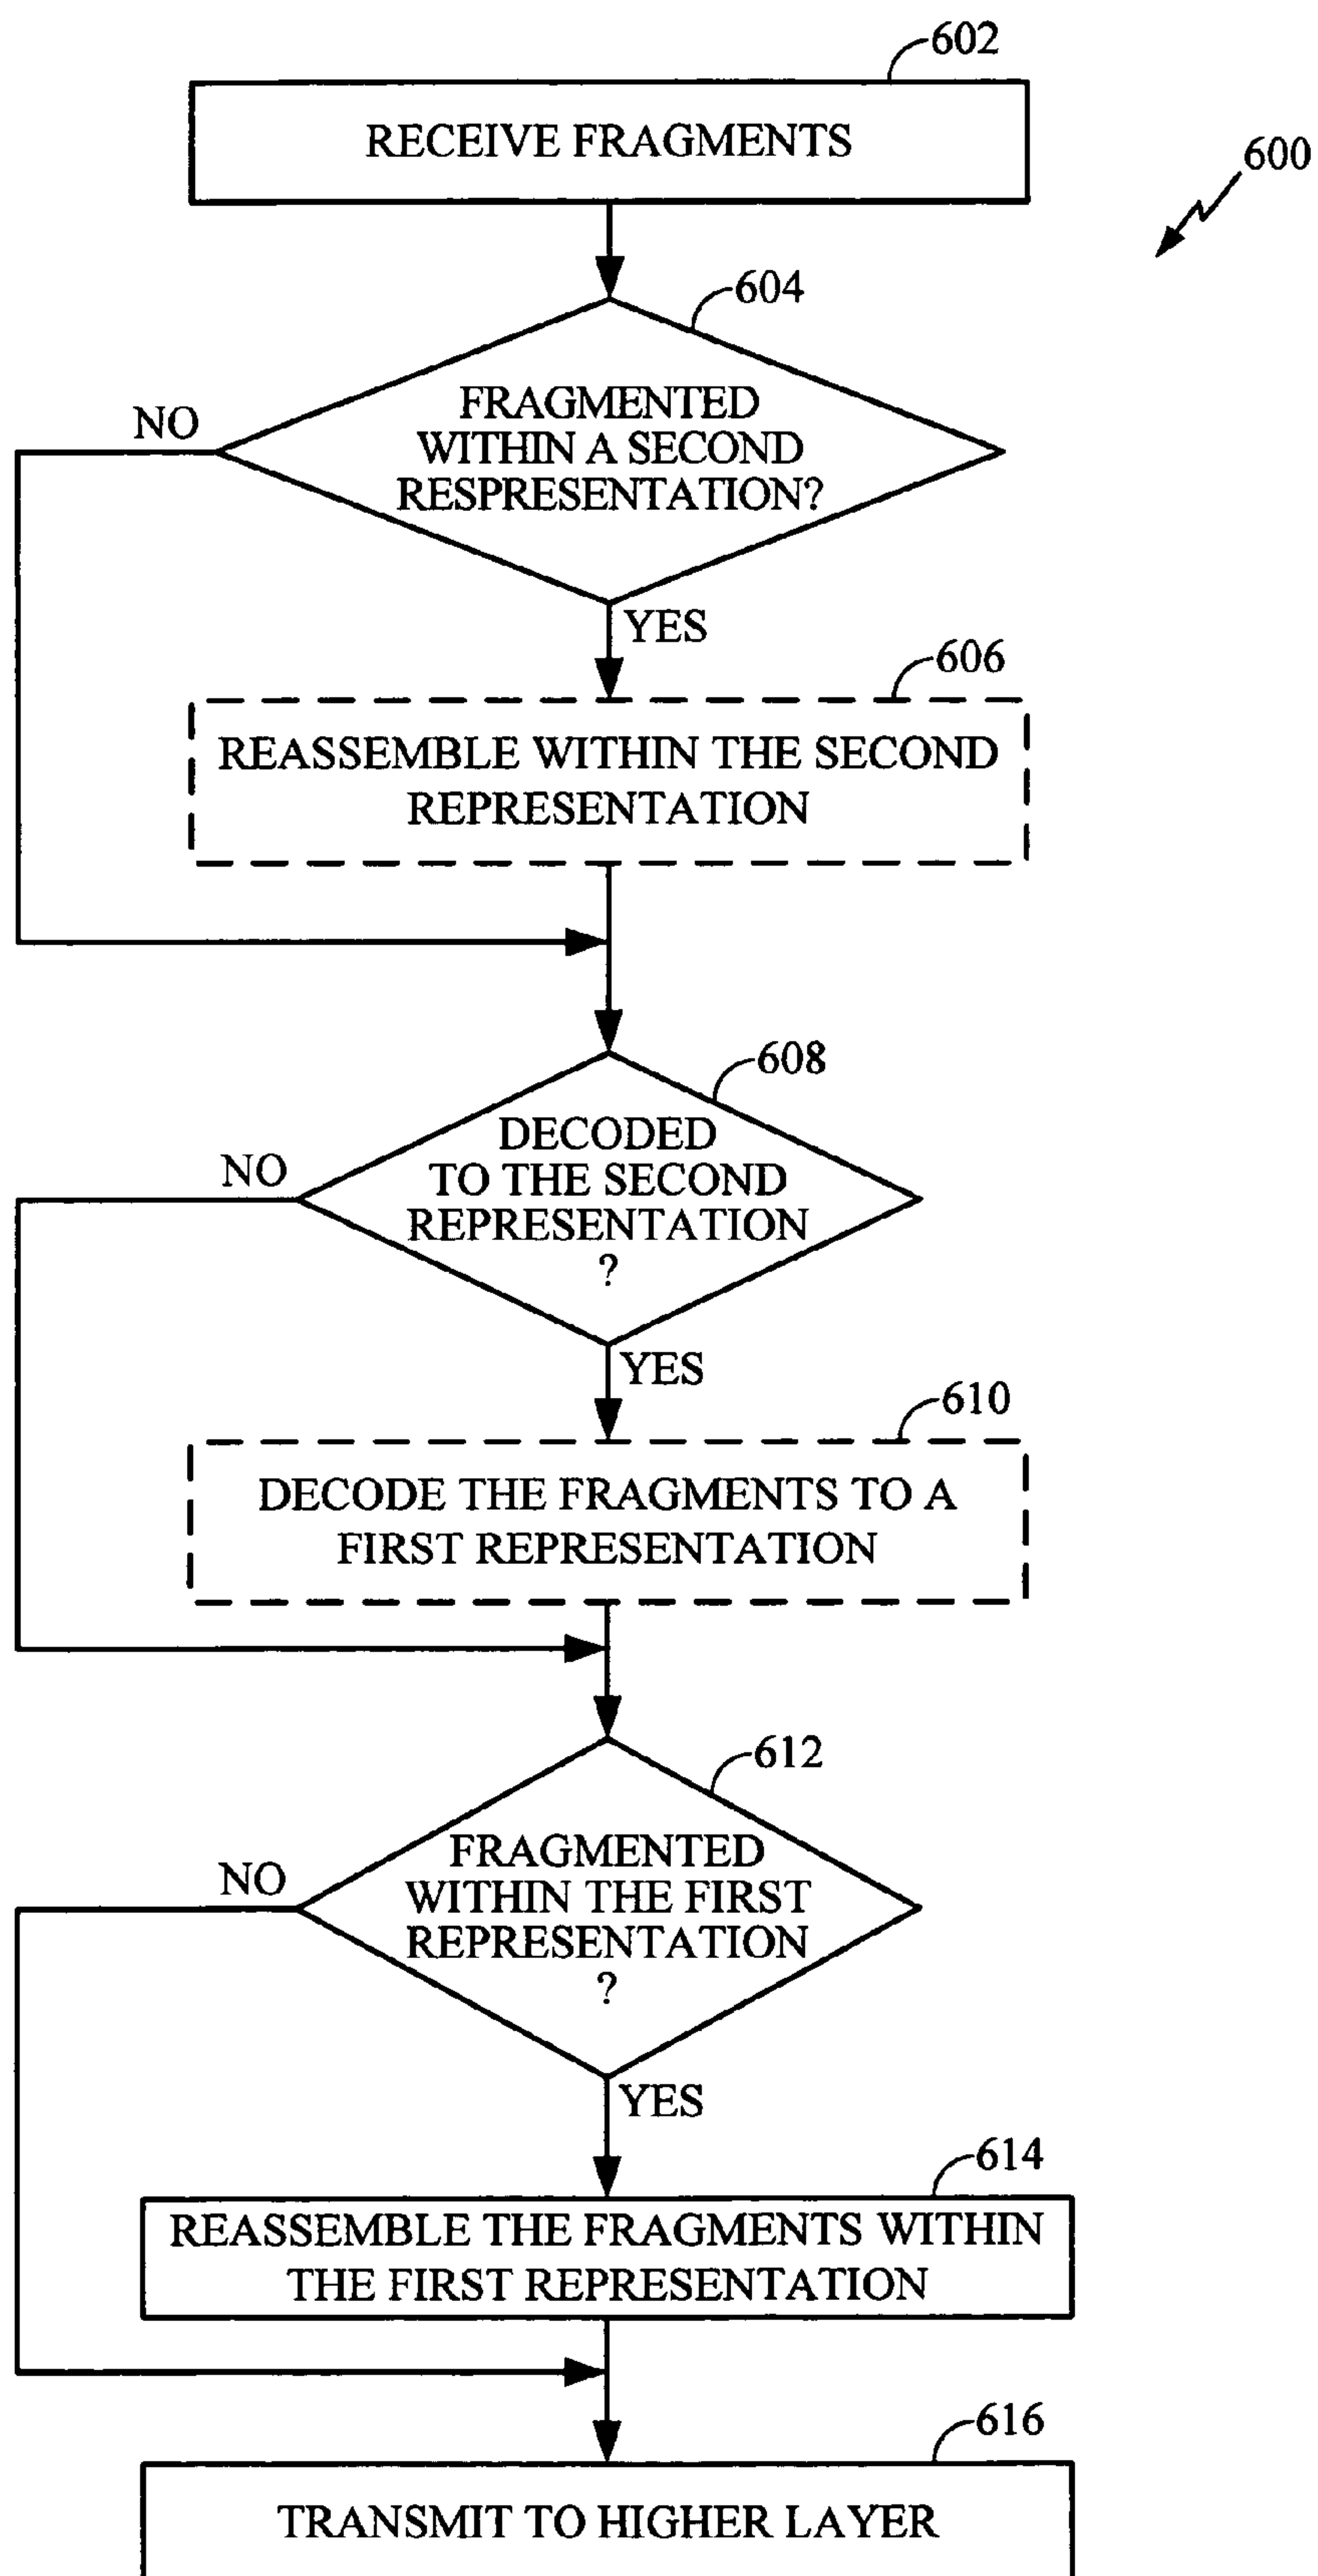 602
RECEIVE FRAGMENTS
600
604
FRAGMENTED
WITHIN A SECOND
RESPRESENTATION?
NO
YES
606
REASSEMBLE WITHIN THE SECOND
REPRESENTATION
608
DECODED
TO THE SECOND
REPRESENTATION
?
NO
YES
610
DECODE THE FRAGMENTS TO A
FIRST REPRESENTATION
612
FRAGMENTED
WITHIN THE FIRST
REPRESENTATION
?
NO
YES
614
REASSEMBLE THE FRAGMENTS WITHIN
THE FIRST REPRESENTATION
616
TRANSMIT TO HIGHER LAYER